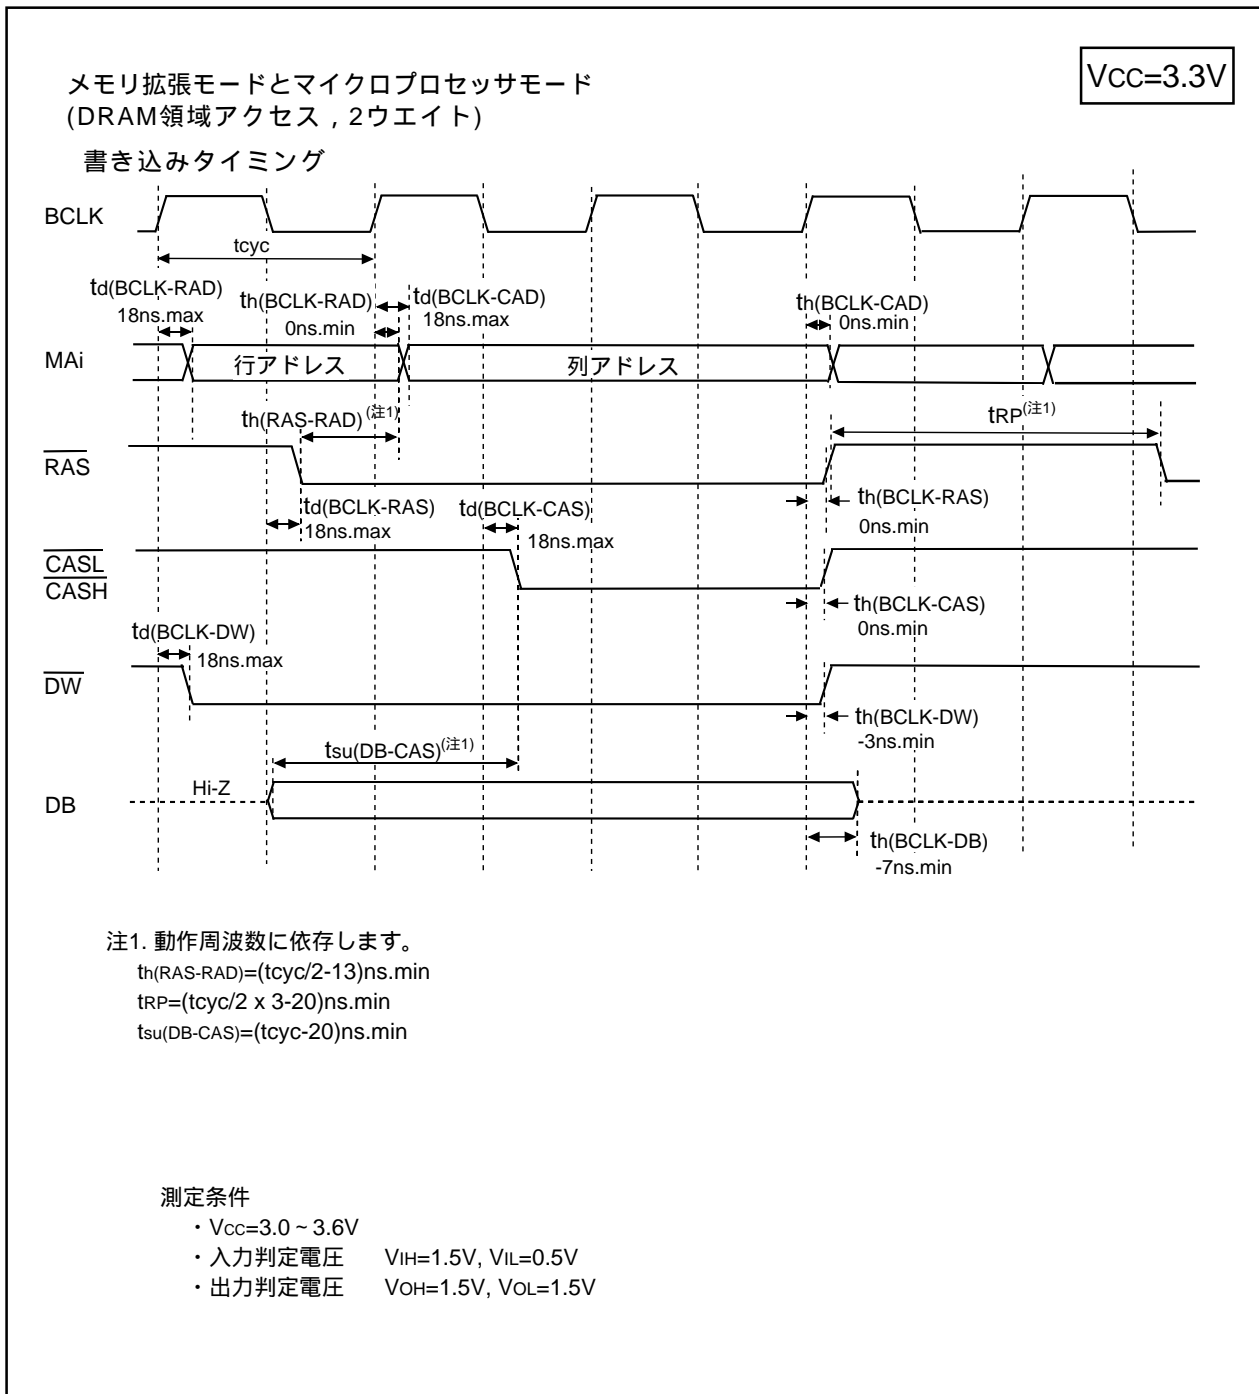 VCC=3.3V
メモリ拡張モードとマイクロプロセッサモード
(DRAM領域アクセス , 2ウエイト)
書き込みタイミング
BCLK
tcyc
td(BCLK-RAD)
18ns.max
th(BCLK-RAD)
0ns.min
td(BCLK-CAD)
18ns.max
th(BCLK-CAD)
0ns.min
MAi
行アドレス
列アドレス
th(RAS-RAD)(注1)
tRP(注1)
RAS
td(BCLK-RAS)
18ns.max
td(BCLK-CAS)
18ns.max
th(BCLK-RAS)
0ns.min
CASL
CASH
th(BCLK-CAS)
0ns.min
td(BCLK-DW)
18ns.max
DW
th(BCLK-DW)
-3ns.min
tsu(DB-CAS)(注1)
Hi-Z
DB
th(BCLK-DB)
-7ns.min
注1. 動作周波数に依存します。
th(RAS-RAD)=(tcyc/2-13)ns.min
tRP=(tcyc/2 x 3-20)ns.min
tsu(DB-CAS)=(tcyc-20)ns.min
測定条件
・VCC=3.0～3.6V
・入力判定電圧 VIH=1.5V, VIL=0.5V
・出力判定電圧 VOH=1.5V, VOL=1.5V